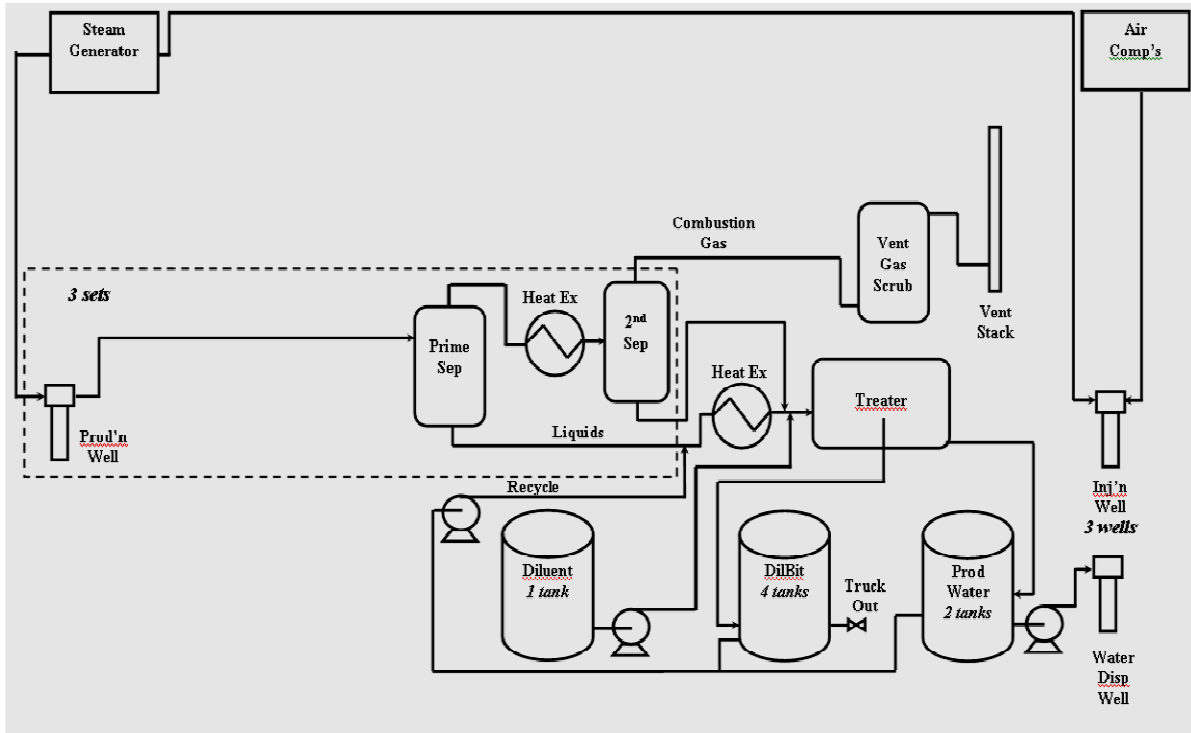 Steam
Generator
Air
Comp's
Combustion
Gas
Vent
Gas
Scrub
Vent
Stack
3 sets
Heat Ex
2nd
Sep
Prime
Sep
Heat Ex
Treater
Liquids
Prod'n
Well
Recycle
Inj'n
Well
3 wells
Diluent
1 tank
DilBit
4 tanks
Truck
Out
Prod
Water
2 tanks
Water
Disp
Well